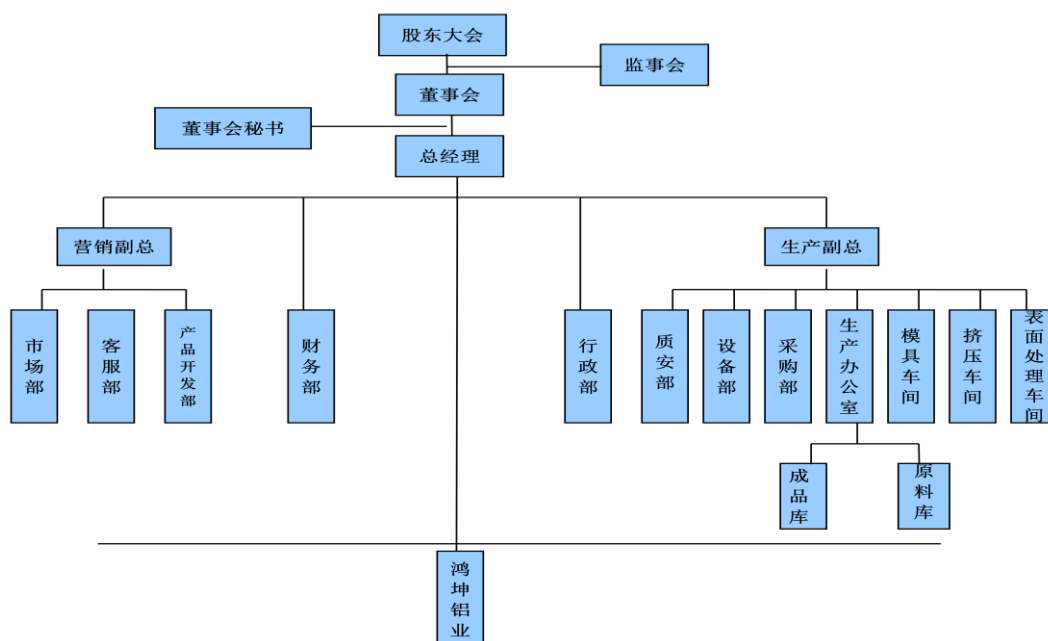 股东大会
监事会
董事会
董事会秘书
总经理
营销副总
生产副总
市场部
客服部
产品开发部
财务部
行政部
质安部
设备部
采购部
生产办公室
模具车间
挤压车间
表面处理车间
成品库
原料库
鸿坤铝业